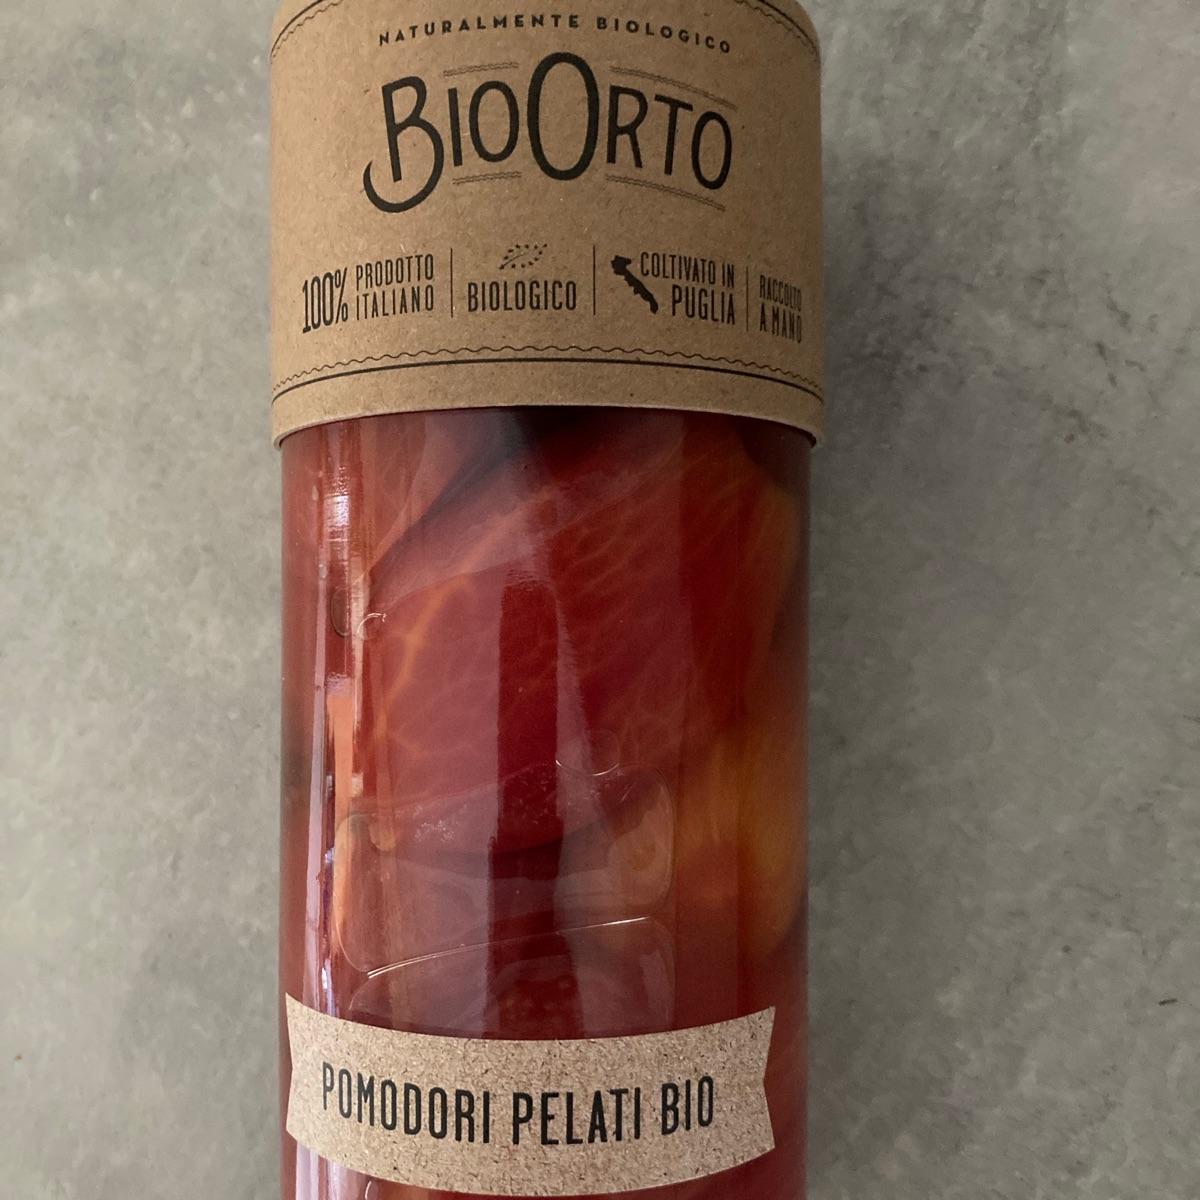 NATURALMENTE BIOLOGICO
BIOORTO
100% PRODOTTO ITALIANO
BIOLOGICO
COLTIVATO IN PUGLIA
RACCOLTO A MANO
POMODORI PELATI BIO